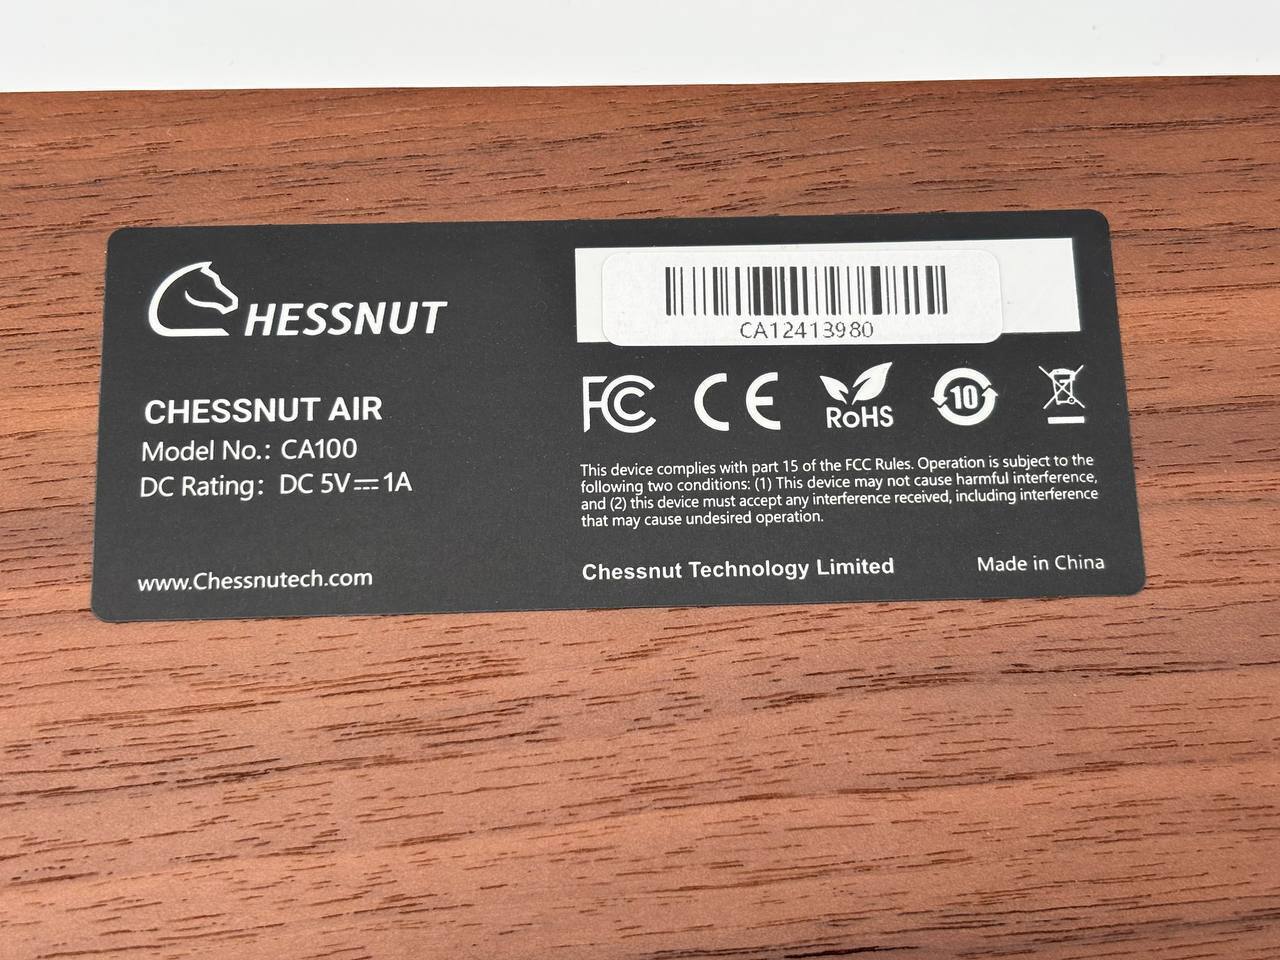 HESSNUT
CHESSNUT AIR
Model No.: CA100
DC Rating: DC 5V⎓1A
www.Chessnutech.com
CA12413980
FC CE RoHS 10
This device complies with part 15 of the FCC Rules. Operation is subject to the
following two conditions: (1) This device may not cause harmful interference,
and (2) this device must accept any interference received, including interference
that may cause undesired operation.
Chessnut Technology Limited
Made in China